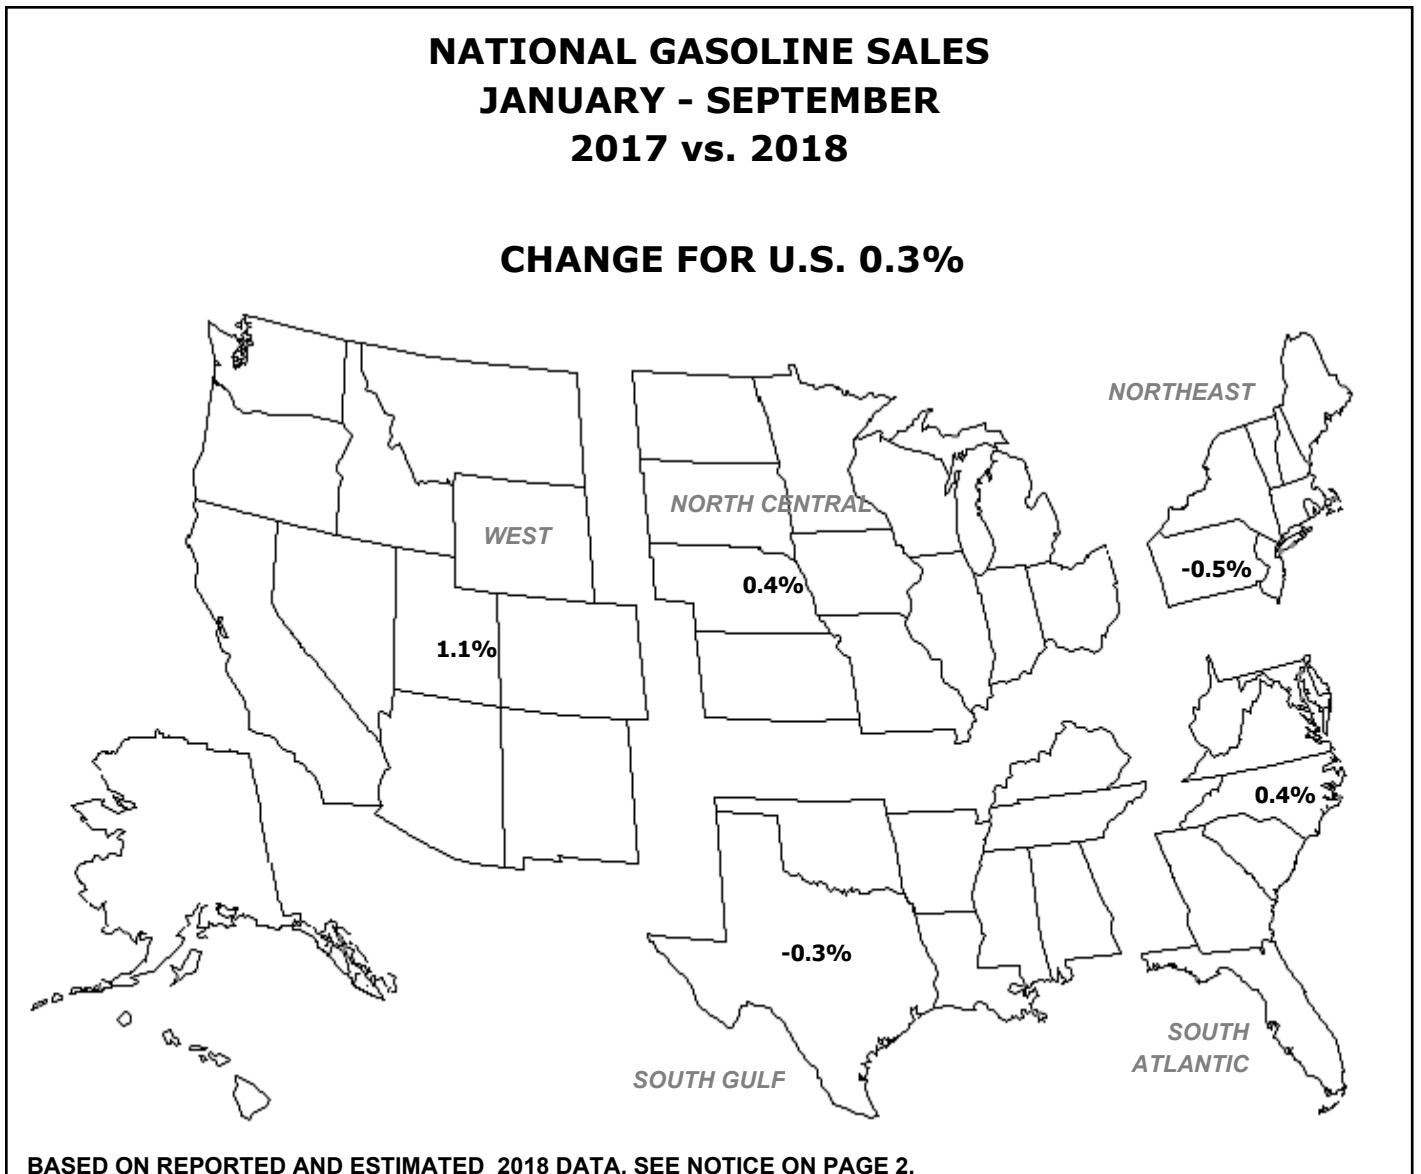 NATIONAL GASOLINE SALES
JANUARY - SEPTEMBER
2017 vs. 2018
CHANGE FOR U.S. 0.3%
NORTHEAST
NORTH CENTRAL
WEST
-0.5%
0.4%
1.1%
0.4%
-0.3%
SOUTH
ATLANTIC
SOUTH GULF
BASED ON REPORTED AND ESTIMATED  2018 DATA. SEE NOTICE ON PAGE 2.